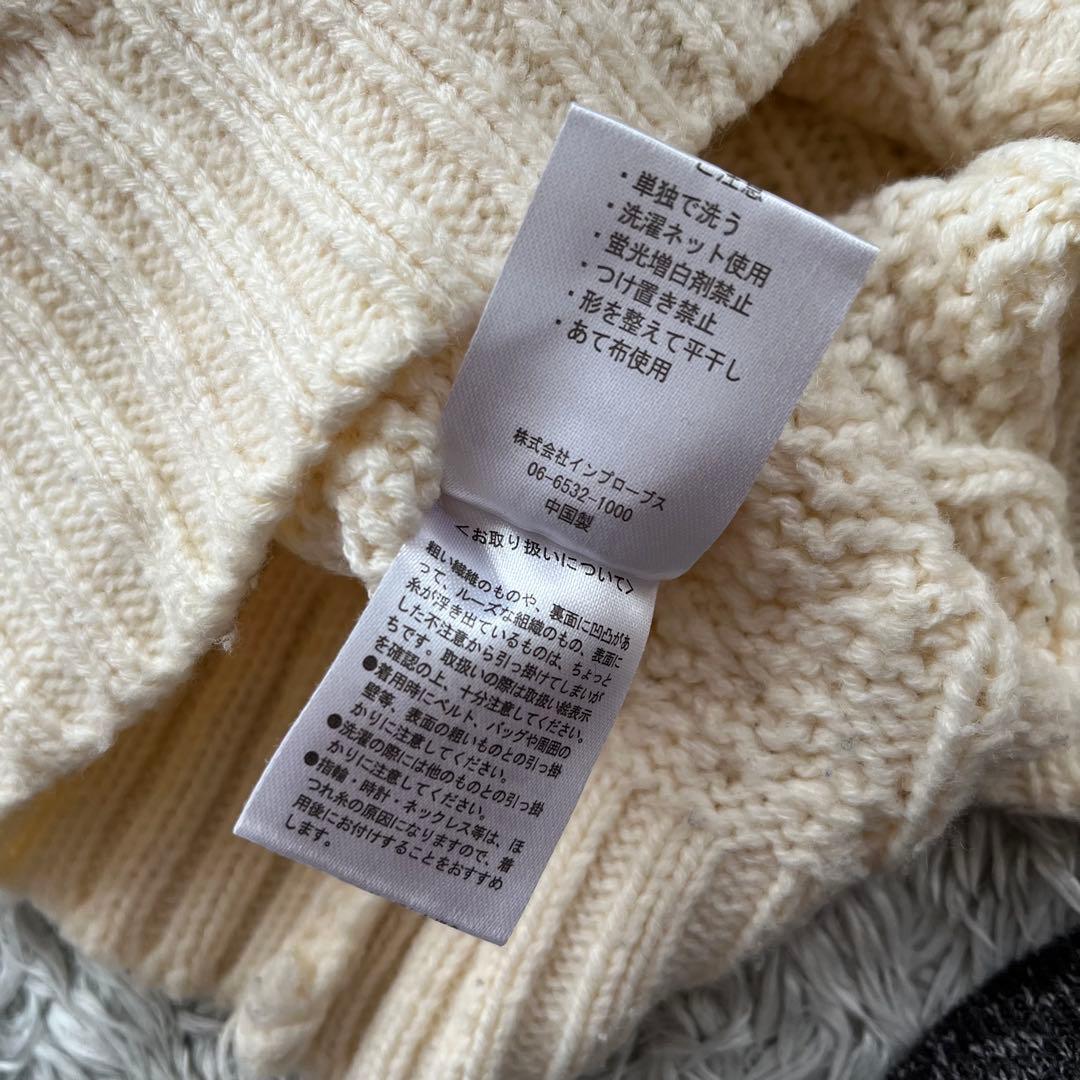 ご注意
・単独で洗う
・洗濯ネット使用
・蛍光増白剤禁止
・つけ置き禁止
・形を整えて平干し
・あて布使用
株式会社インプローブス
06-6532-1000
中国製
＜お取り扱いについて＞
粗い繊維のものや、裏面に凹凸があ
って、ルーズな組織のもの、表面に
糸が浮き出ているものは、ちょっと
した不注意から引っ掛けてしまいが
ちです。取扱いの際は取扱い絵表示
を確認の上、十分注意してください。
●着用時にベルト、バッグや周囲の
壁等、表面の粗いものとの引っ掛
かりに注意してください。
●洗濯の際には他のものとの引っ掛
かりに注意してください。
●指輪・時計・ネックレス等は、ほ
つれ糸の原因になりますので、着
用後にお付けすることをおすすめ
します。